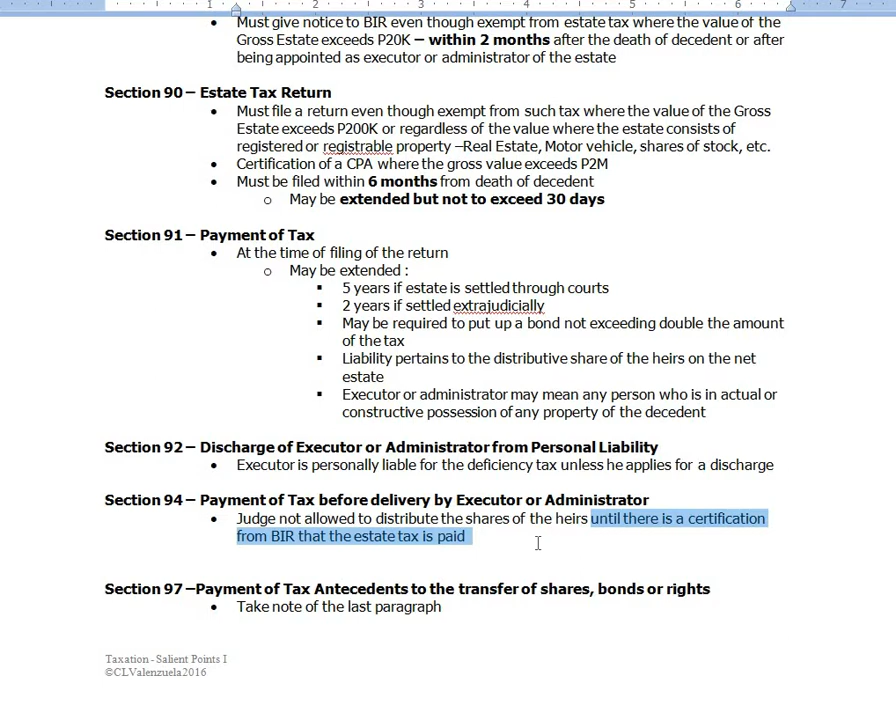 1 2 3 4 5 6 7
• Must give notice to BIR even though exempt from estate tax where the value of the
Gross Estate exceeds P20K – within 2 months after the death of decedent or after
being appointed as executor or administrator of the estate
Section 90 – Estate Tax Return
• Must file a return even though exempt from such tax where the value of the Gross
Estate exceeds P200K or regardless of the value where the estate consists of
registered or registrable property –Real Estate, Motor vehicle, shares of stock, etc.
• Certification of a CPA where the gross value exceeds P2M
• Must be filed within 6 months from death of decedent
o May be extended but not to exceed 30 days
Section 91 – Payment of Tax
• At the time of filing of the return
o May be extended :
▪ 5 years if estate is settled through courts
▪ 2 years if settled extrajudicially
▪ May be required to put up a bond not exceeding double the amount
of the tax
▪ Liability pertains to the distributive share of the heirs on the net
estate
▪ Executor or administrator may mean any person who is in actual or
constructive possession of any property of the decedent
Section 92 – Discharge of Executor or Administrator from Personal Liability
• Executor is personally liable for the deficiency tax unless he applies for a discharge
Section 94 – Payment of Tax before delivery by Executor or Administrator
• Judge not allowed to distribute the shares of the heirs until there is a certification
from BIR that the estate tax is paid
Section 97 –Payment of Tax Antecedents to the transfer of shares, bonds or rights
• Take note of the last paragraph
Taxation - Salient Points I
©CLValenzuela2016